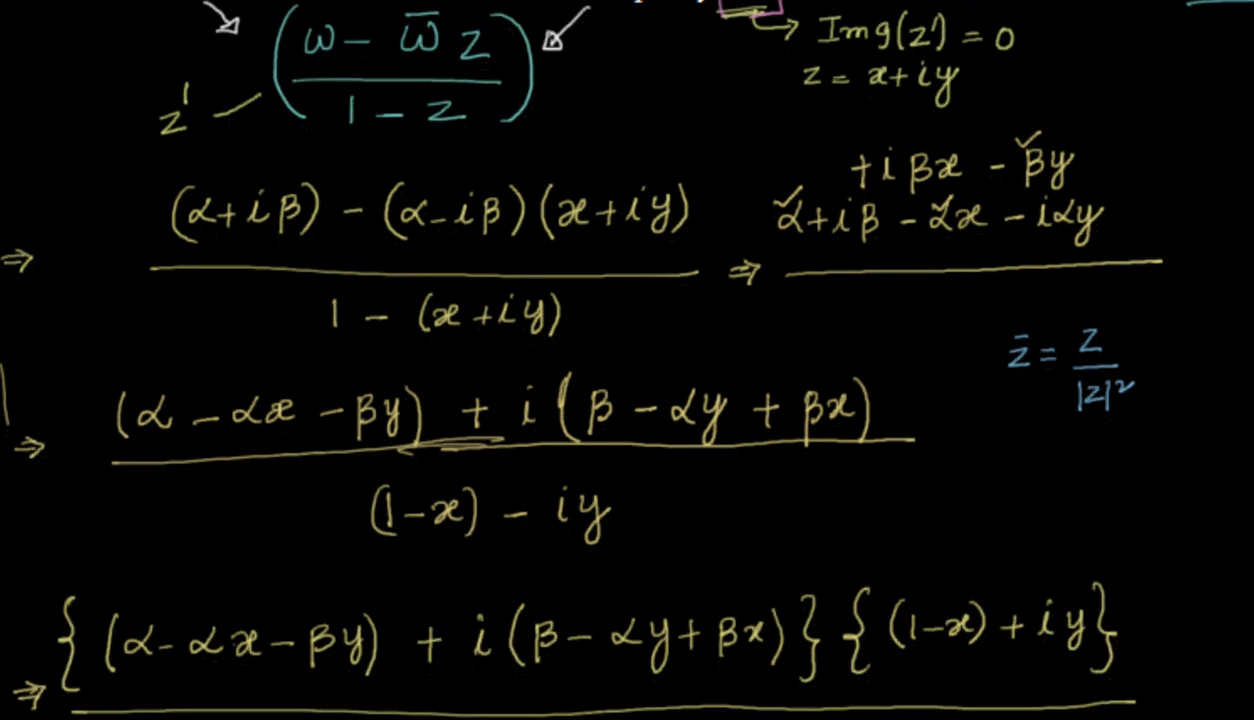 z' — ( (ω − ω̄ z) / (1 − z) )
→ Img(z') = 0
z = x+iy
⇒ ((α+iβ) − (α−iβ)(x+iy)) / (1 − (x+iy))
+iβx − βy
⇒ α+iβ − αx − iαy
z̄ = z / |z|²
⇒ ((α − αx − βy) + i(β − αy + βx)) / ((1−x) − iy)
⇒ {(α−αx−βy) + i(β−αy+βx)}{(1−x)+iy}